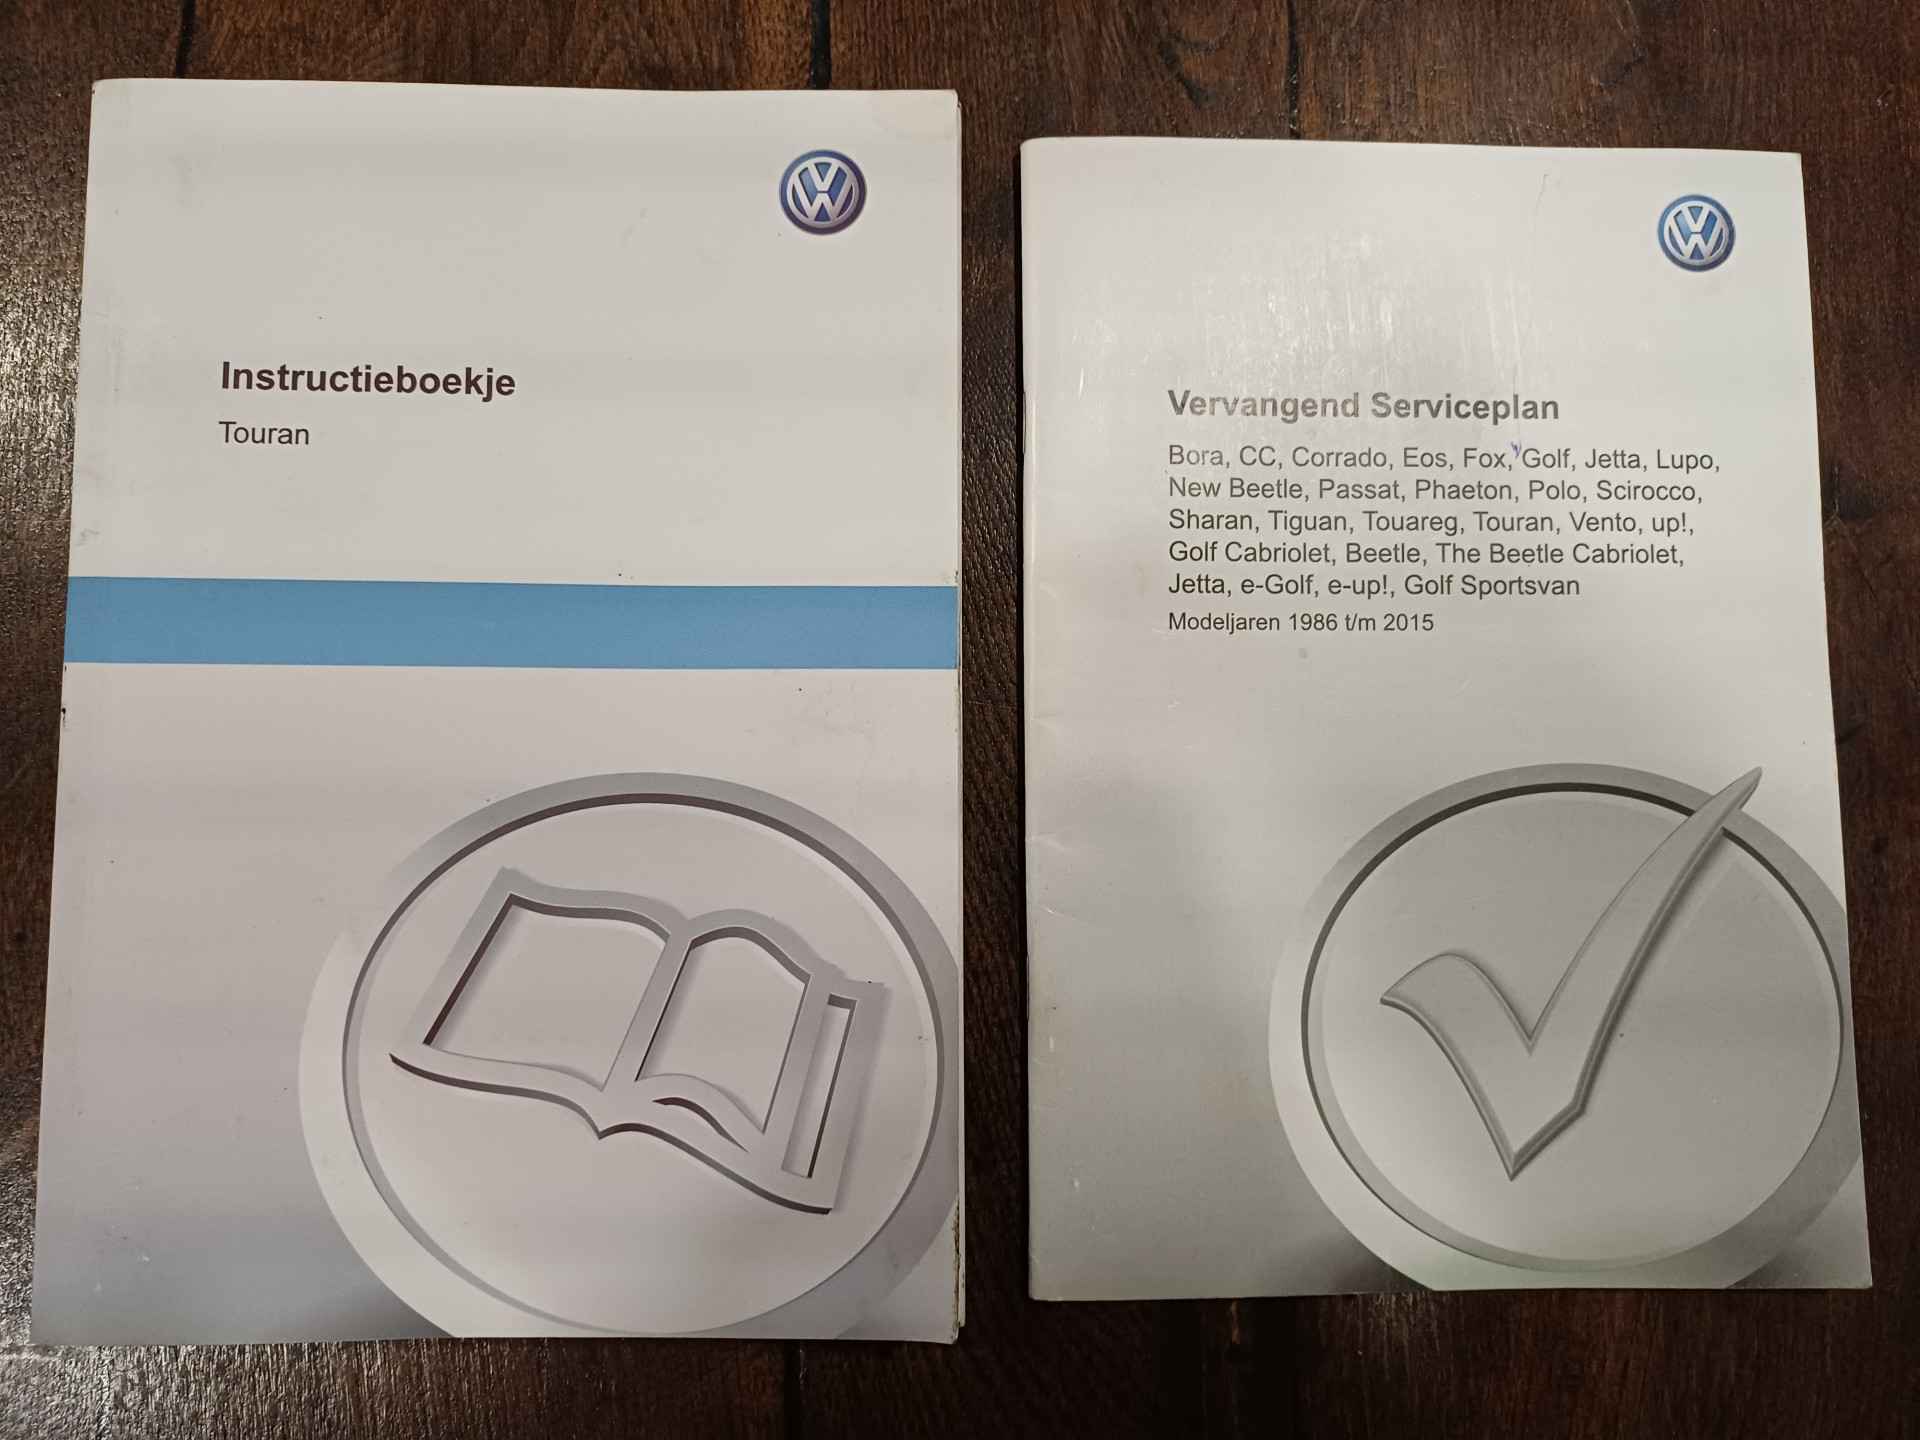 Instructieboekje
Touran
Vervangend Serviceplan
Bora, CC, Corrado, Eos, Fox, Golf, Jetta, Lupo,
New Beetle, Passat, Phaeton, Polo, Scirocco,
Sharan, Tiguan, Touareg, Touran, Vento, up!,
Golf Cabriolet, Beetle, The Beetle Cabriolet,
Jetta, e-Golf, e-up!, Golf Sportsvan
Modeljaren 1986 t/m 2015